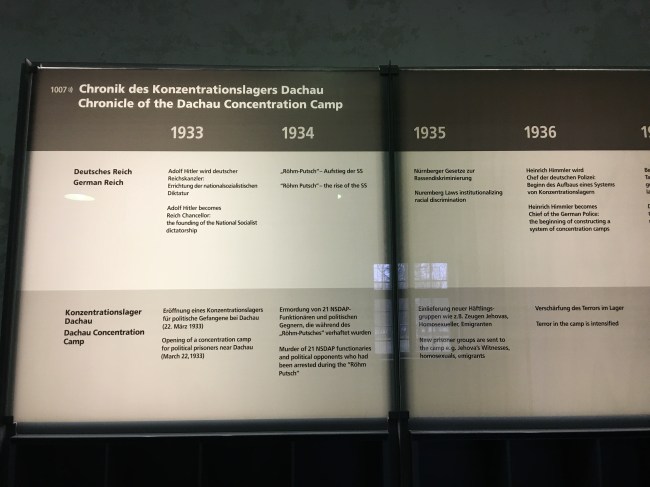 1007
Chronik des Konzentrationslagers Dachau
Chronicle of the Dachau Concentration Camp
1933
1934
1935
1936
Deutsches Reich
German Reich
Adolf Hitler wird deutscher
Reichskanzler:
Errichtung der nationalsozialistischen
Diktatur
Adolf Hitler becomes
Reich Chancellor:
the founding of the National Socialist
dictatorship
„Röhm-Putsch" – Aufstieg der SS
"Röhm Putsch" – the rise of the SS
Nürnberger Gesetze zur
Rassendiskriminierung
Nuremberg Laws institutionalizing
racial discrimination
Heinrich Himmler wird
Chef der deutschen Polizei:
Beginn des Aufbaus eines Systems
von Konzentrationslagern
Heinrich Himmler becomes
Chief of the German Police:
the beginning of constructing a
system of concentration camps
Konzentrationslager
Dachau
Dachau Concentration
Camp
Eröffnung eines Konzentrationslagers
für politische Gefangene bei Dachau
(22. März 1933)
Opening of a concentration camp
for political prisoners near Dachau
(March 22, 1933)
Ermordung von 21 NSDAP-
Funktionären und politischen
Gegnern, die während des
„Röhm-Putsches" verhaftet wurden
Murder of 21 NSDAP functionaries
and political opponents who had
been arrested during the "Röhm
Putsch"
Einlieferung neuer Häftlings-
gruppen wie z.B. Zeugen Jehovas,
Homosexueller, Emigranten
New prisoner groups are sent to
the camp e.g. Jehova's Witnesses,
homosexuals, emigrants
Verschärfung des Terrors im Lager
Terror in the camp is intensified